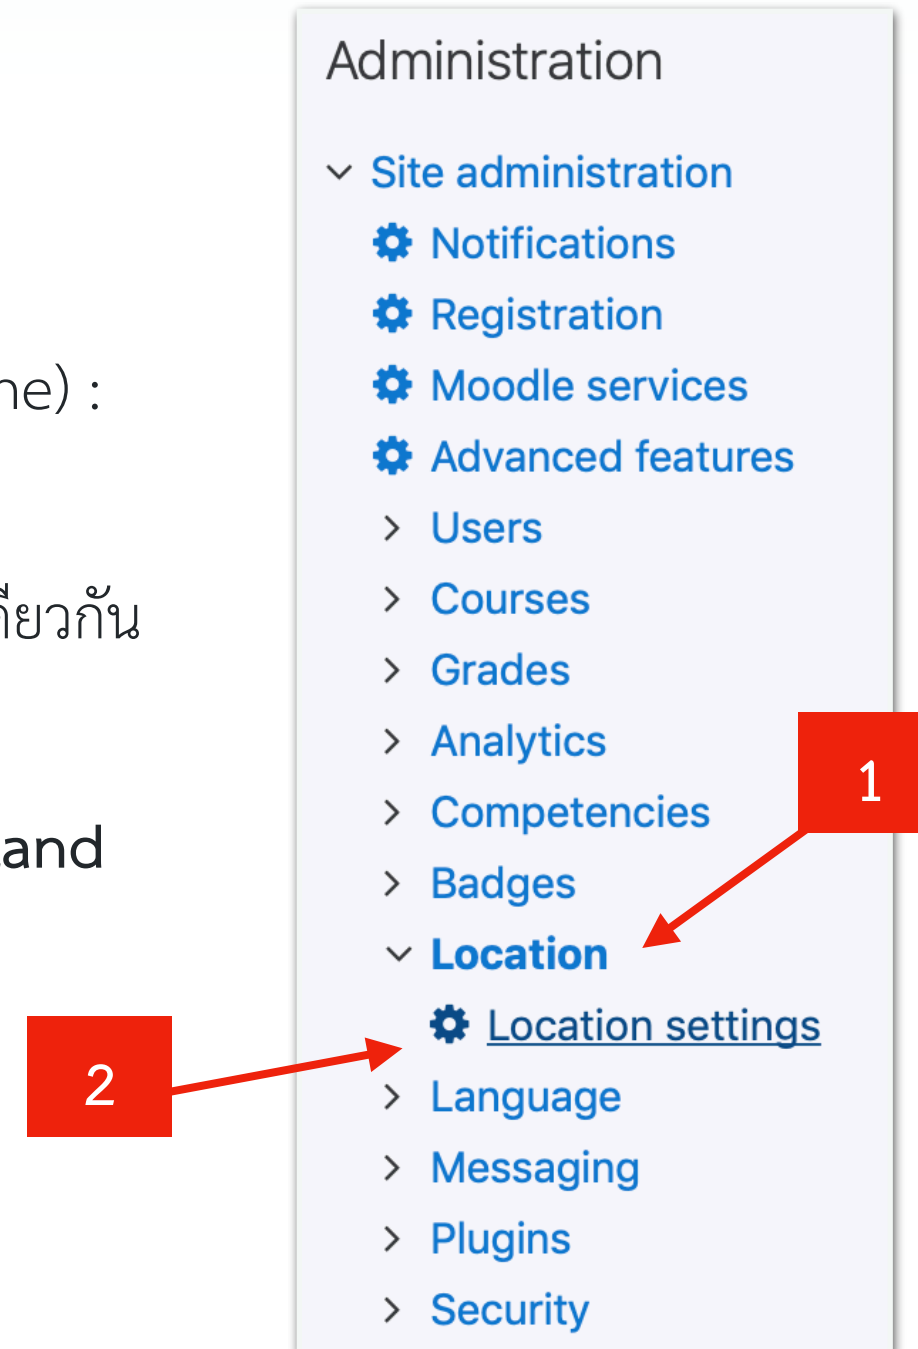 Administration
Site administration
Notifications
Registration
Moodle services
ne) :
Advanced features
Users
Courses
ทียวกัน
Grades
Analytics
1
Competencies
and
Badges
Location
Location settings
2
Language
Messaging
Plugins
Security